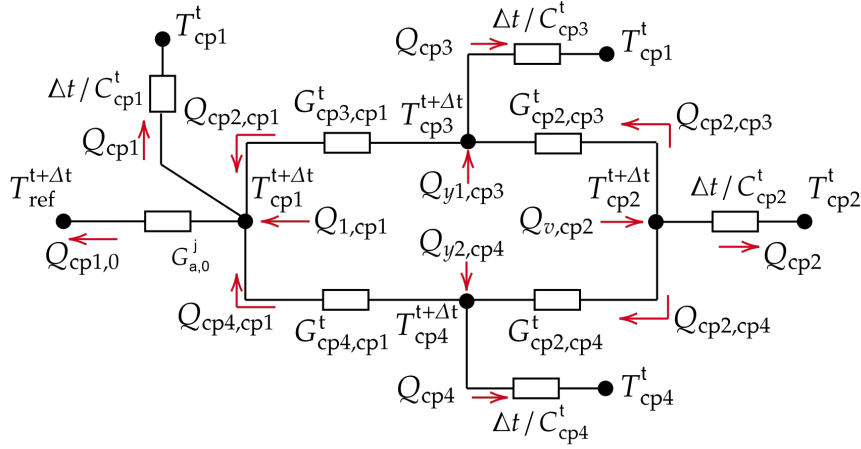 T^t_cp1
Δt / C^t_cp3
Q_cp3
T^t_cp1
Δt / C^t_cp1
Q_cp2,cp1
G^t_cp3,cp1
T^t+Δt_cp3
G^t_cp2,cp3
Q_cp2,cp3
Q_cp1
T^t+Δt_ref
T^t+Δt_cp1
Q_y1,cp3
T^t+Δt_cp2
Δt / C^t_cp2
T^t_cp2
Q_1,cp1
Q_v,cp2
Q_cp1,0
G^j_a,0
Q_y2,cp4
Q_cp2
Q_cp4,cp1
G^t_cp4,cp1
T^t+Δt_cp4
G^t_cp2,cp4
Q_cp2,cp4
Q_cp4
T^t_cp4
Δt / C^t_cp4